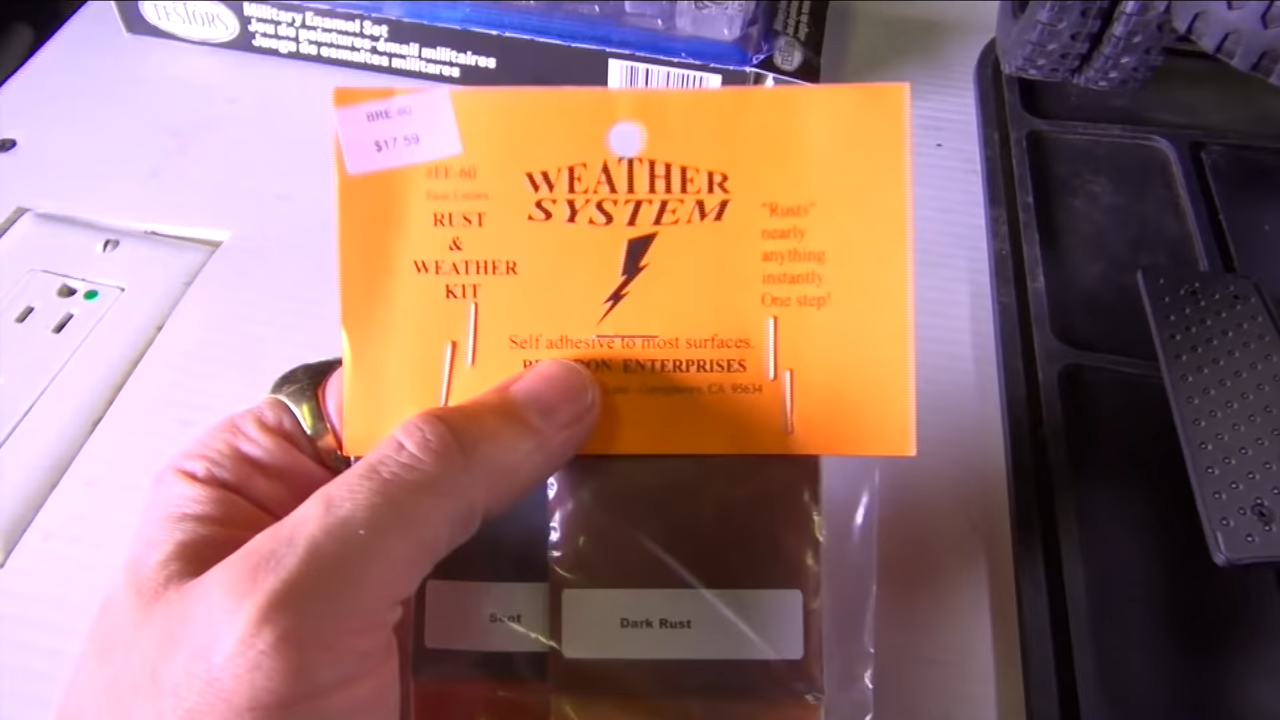 TESTORS
Military Enamel Set
Jeu de peintures-émail militaires
Juego de esmaltes militares
BRE-60
$17.59
WEATHER
SYSTEM
RUST
&
WEATHER
KIT
"Rusts"
nearly
anything
instantly
One step!
Self adhesive to most surfaces.
ENTERPRISES
CA 95634
Dark Rust